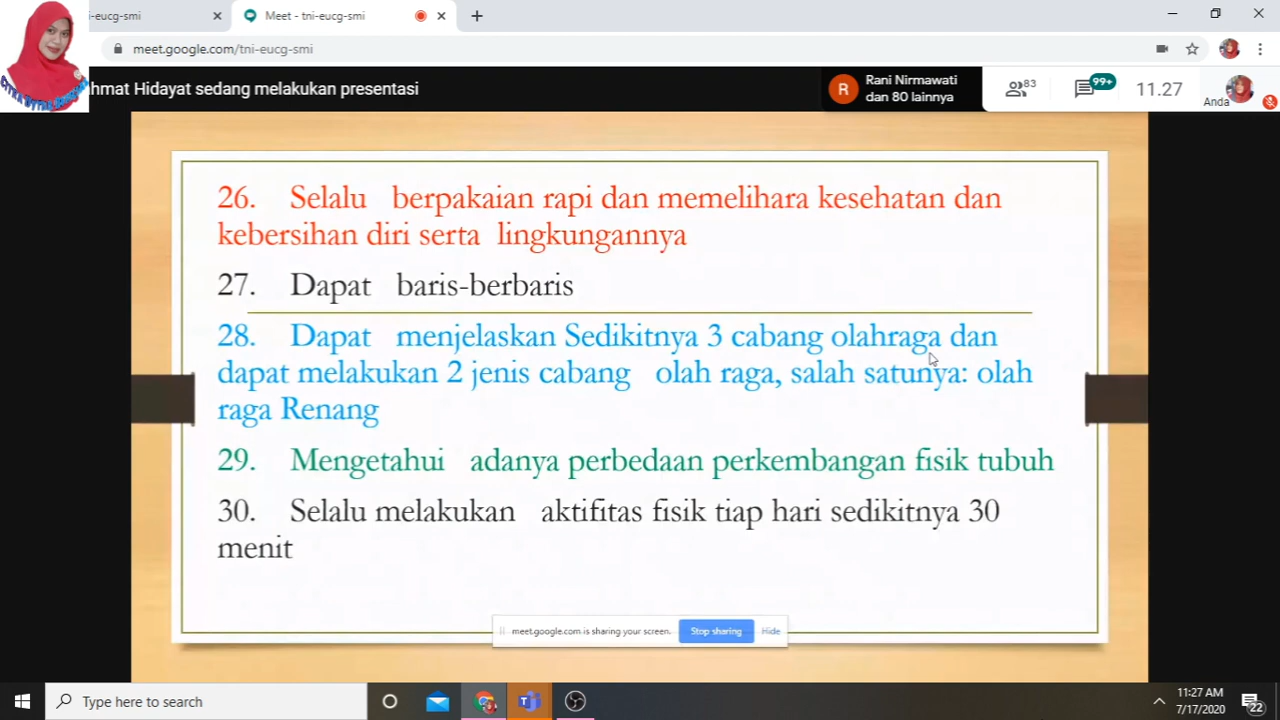 -eucg-smi
Meet - tni-eucg-smi
meet.google.com/tni-eucg-smi
hmat Hidayat sedang melakukan presentasi
R
Rani Nirmawati
dan 80 lainnya
83
99+
11.27
Anda
26. Selalu berpakaian rapi dan memelihara kesehatan dan
kebersihan diri serta lingkungannya
27. Dapat baris-berbaris
28. Dapat menjelaskan Sedikitnya 3 cabang olahraga dan
dapat melakukan 2 jenis cabang olah raga, salah satunya: olah
raga Renang
29. Mengetahui adanya perbedaan perkembangan fisik tubuh
30. Selalu melakukan aktifitas fisik tiap hari sedikitnya 30
menit
meet.google.com is sharing your screen.
Stop sharing
Hide
Type here to search
11:27 AM
7/17/2020
22